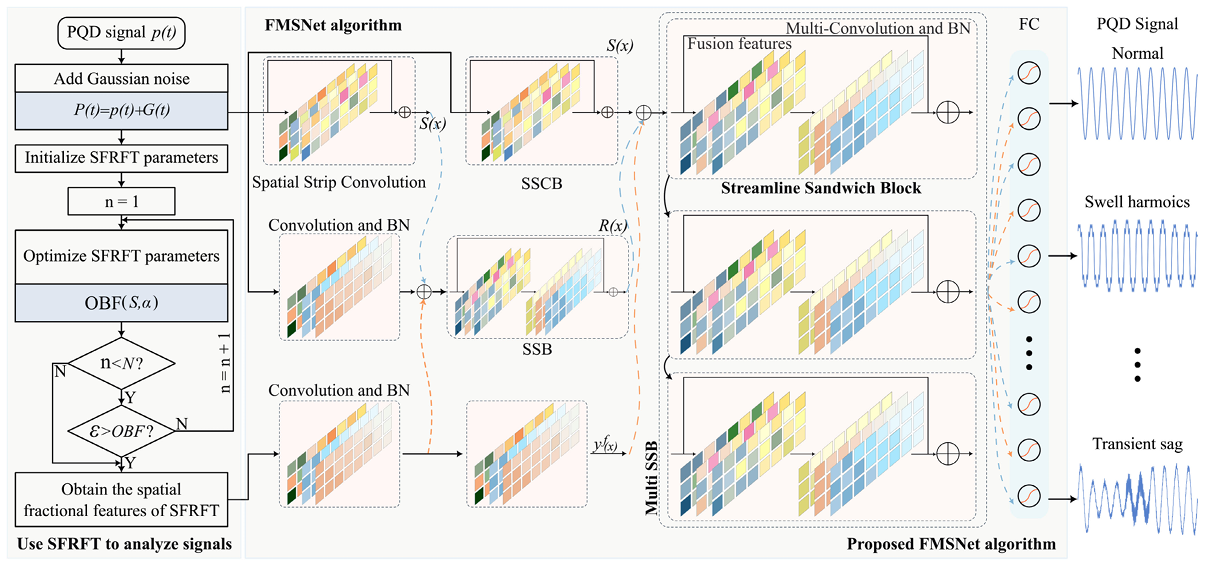 PQD signal p(t)
Add Gaussian noise
P(t)=p(t)+G(t)
Initialize SFRFT parameters
n = 1
Optimize SFRFT parameters
OBF(S,α)
n<N?
N
Y
n = n + 1
ε>OBF?
N
Y
Obtain the spatial
fractional features of SFRFT
Use SFRFT to analyze signals
FMSNet algorithm
S(x)
Spatial Strip Convolution
S(x)
SSCB
Convolution and BN
R(x)
SSB
Convolution and BN
y^f_(x)
Multi-Convolution and BN
Fusion features
Streamline Sandwich Block
Multi SSB
Proposed FMSNet algorithm
FC
PQD Signal
Normal
Swell harmoics
Transient sag